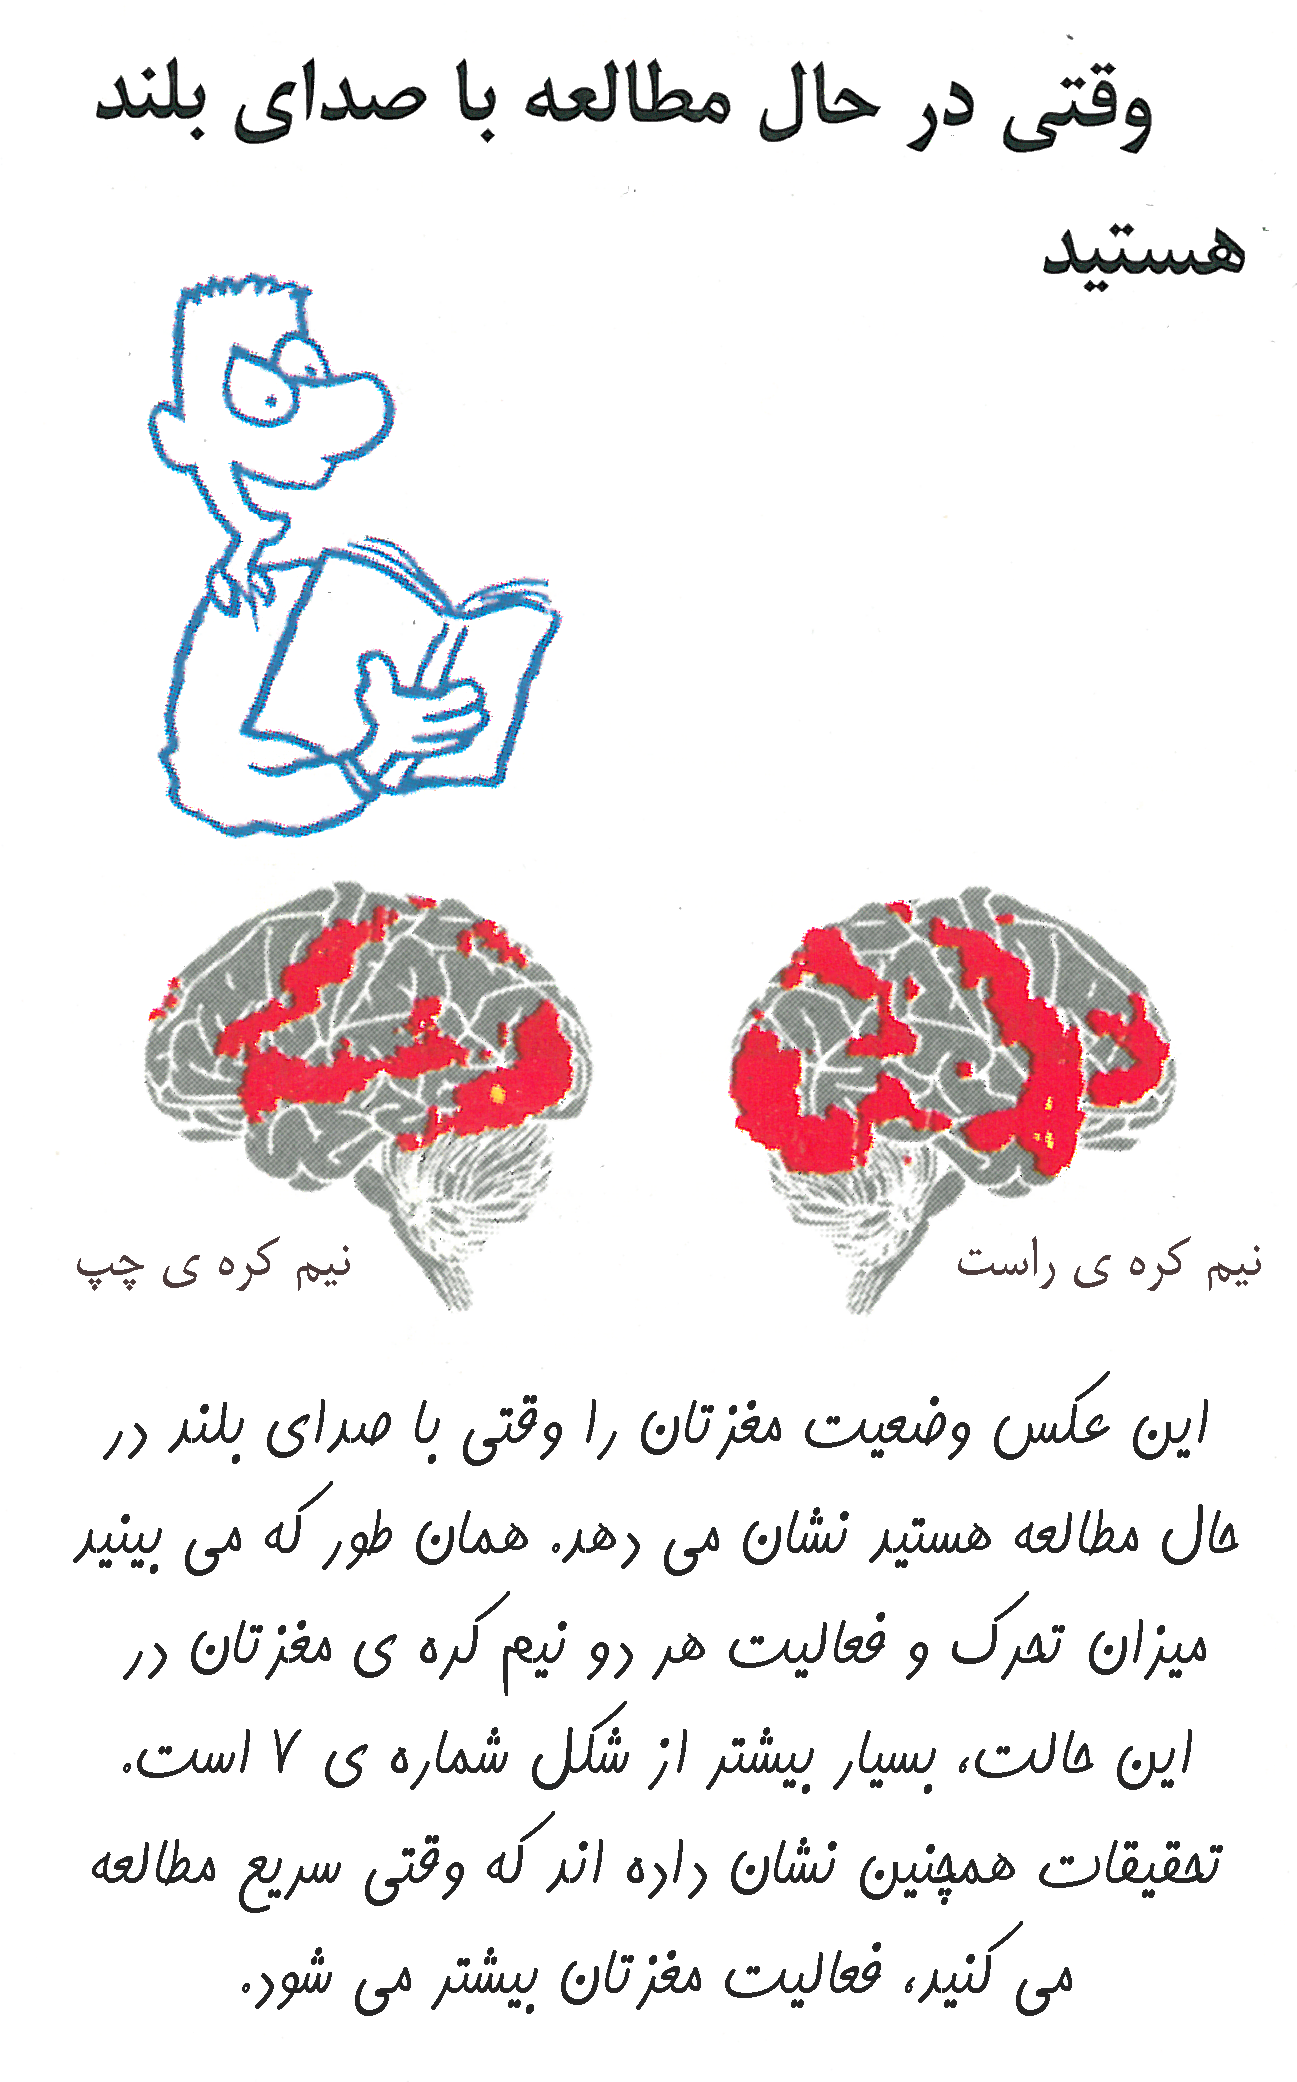 وقتی در حال مطالعه با صدای بلند
هستید
نیم کره ی چپ
نیم کره ی راست
این عکس وضعیت مغزتان را وقتی با صدای بلند در
حال مطالعه هستید نشان می دهد. همان طور که می بینید
میزان تحرک و فعالیت هر دو نیم کره ی مغزتان در
این حالت، بسیار بیشتر از شکل شماره ی ۷ است.
تحقیقات همچنین نشان داده اند که وقتی سریع مطالعه
می کنید، فعالیت مغزتان بیشتر می شود.